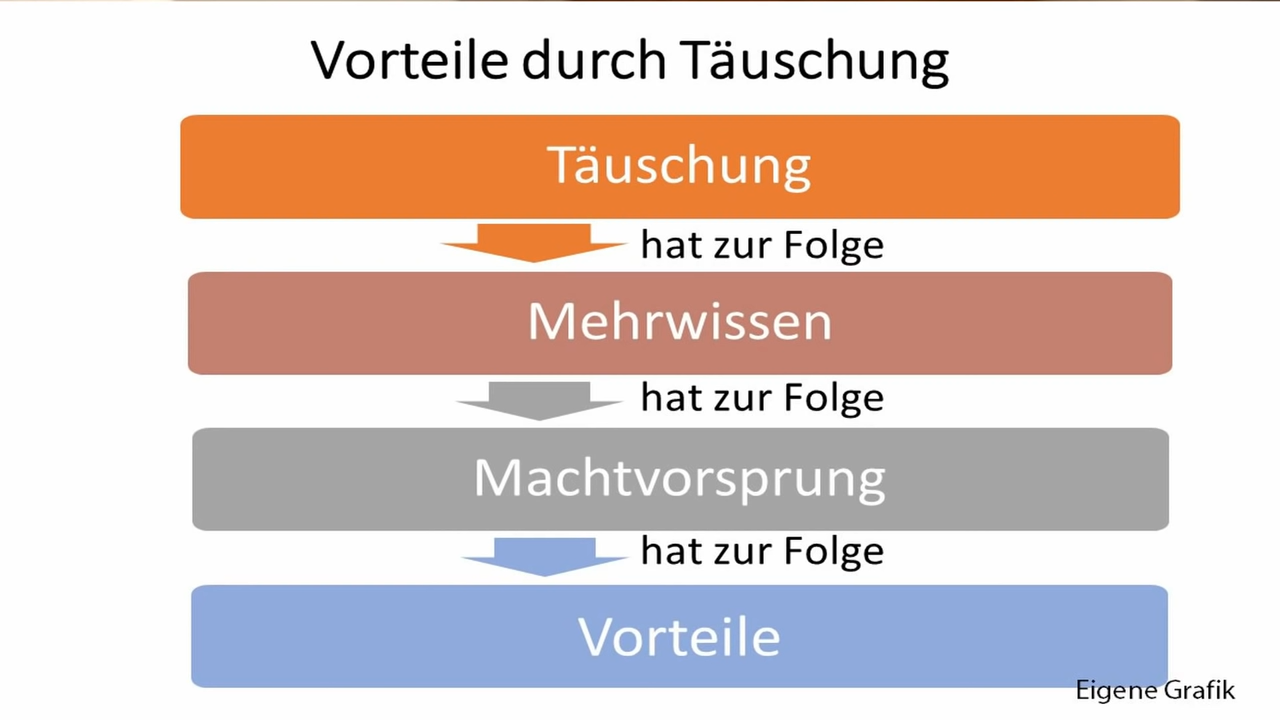 Vorteile durch Täuschung
Täuschung
hat zur Folge
Mehrwissen
hat zur Folge
Machtvorsprung
hat zur Folge
Vorteile
Eigene Grafik